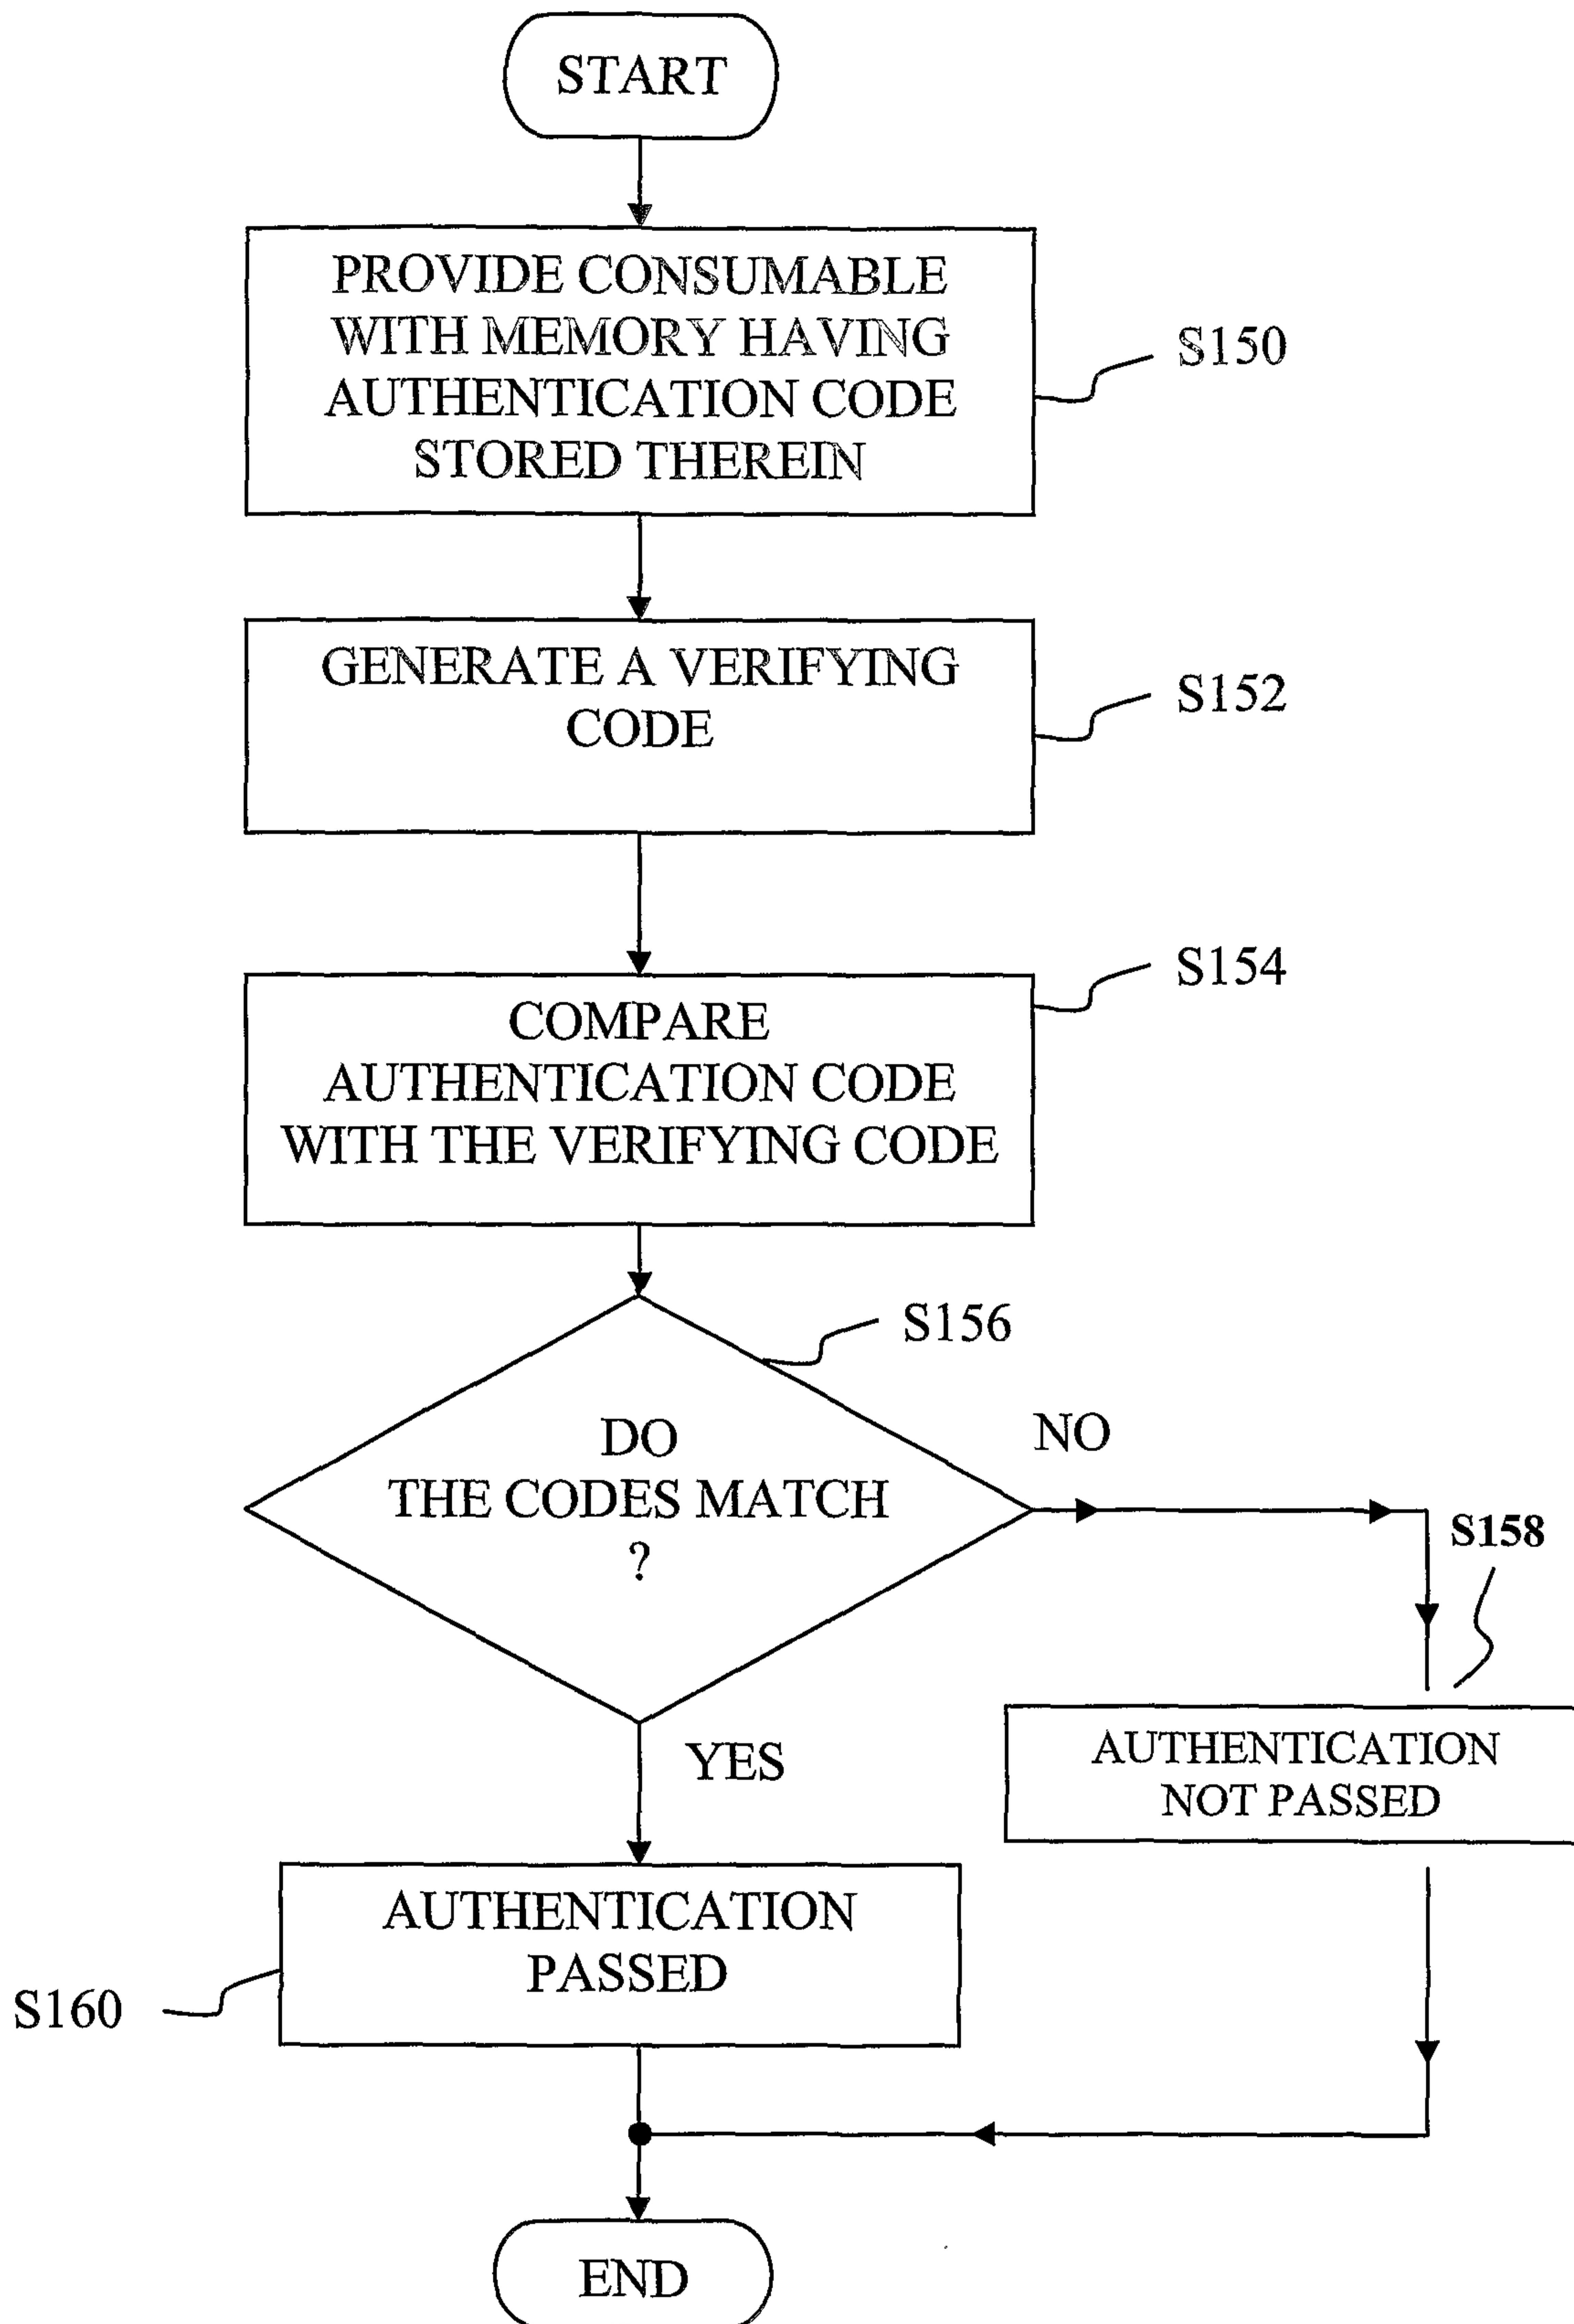 START
PROVIDE CONSUMABLE
WITH MEMORY HAVING
AUTHENTICATION CODE
STORED THEREIN
S150
GENERATE A VERIFYING
CODE
S152
S154
COMPARE
AUTHENTICATION CODE
WITH THE VERIFYING CODE
S156
DO
THE CODES MATCH
?
NO
S158
YES
AUTHENTICATION
NOT PASSED
AUTHENTICATION
PASSED
S160
END